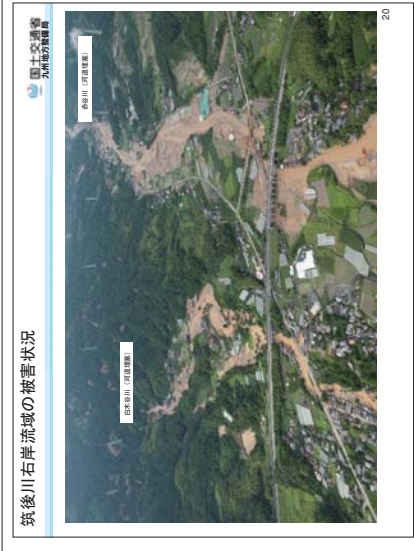 筑後川右岸流域の被害状況
国土交通省
九州地方整備局
赤谷川（河道埋塞）
白木谷川（河道埋塞）
20